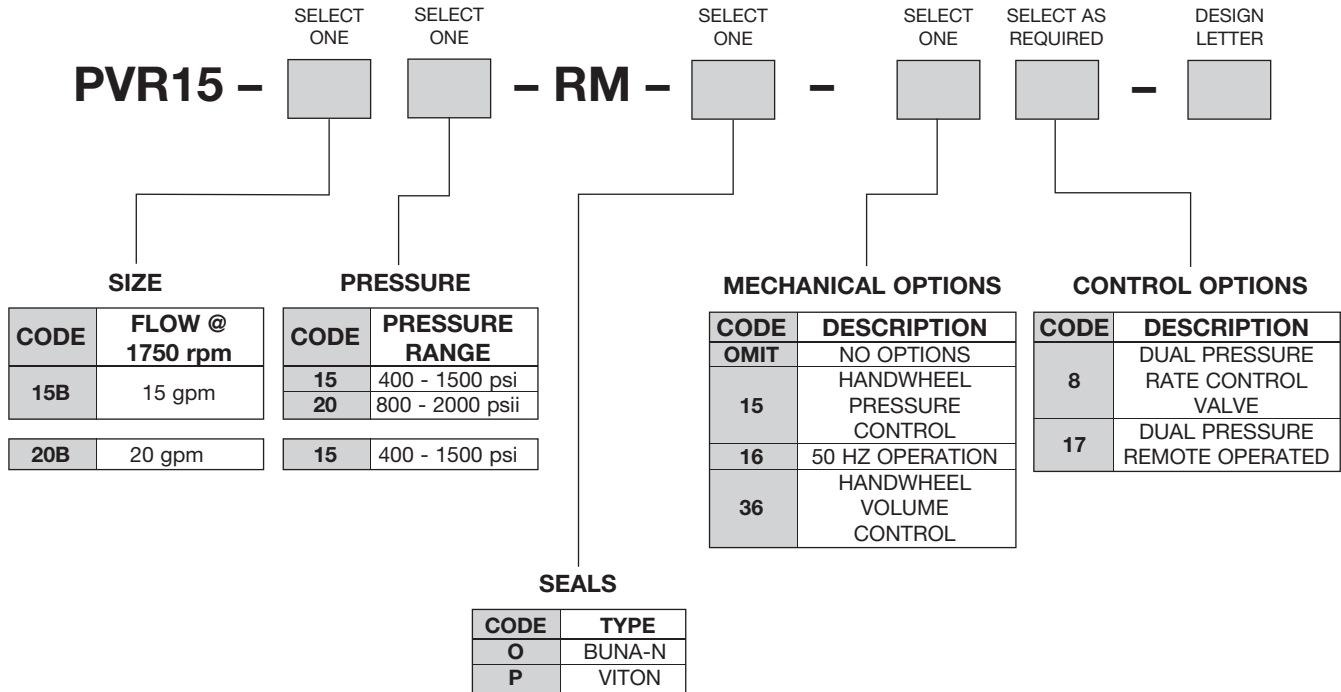 SELECT ONE
SELECT ONE
SELECT ONE
SELECT ONE
SELECT AS REQUIRED
DESIGN LETTER
PVR15 – – RM – – –
SIZE
CODE FLOW @ 1750 rpm
15B 15 gpm
20B 20 gpm
PRESSURE
CODE PRESSURE RANGE
15 400 - 1500 psi
20 800 - 2000 psii
15 400 - 1500 psi
MECHANICAL OPTIONS
CODE DESCRIPTION
OMIT NO OPTIONS
15 HANDWHEEL PRESSURE CONTROL
16 50 HZ OPERATION
36 HANDWHEEL VOLUME CONTROL
CONTROL OPTIONS
CODE DESCRIPTION
8 DUAL PRESSURE RATE CONTROL VALVE
17 DUAL PRESSURE REMOTE OPERATED
SEALS
CODE TYPE
O BUNA-N
P VITON